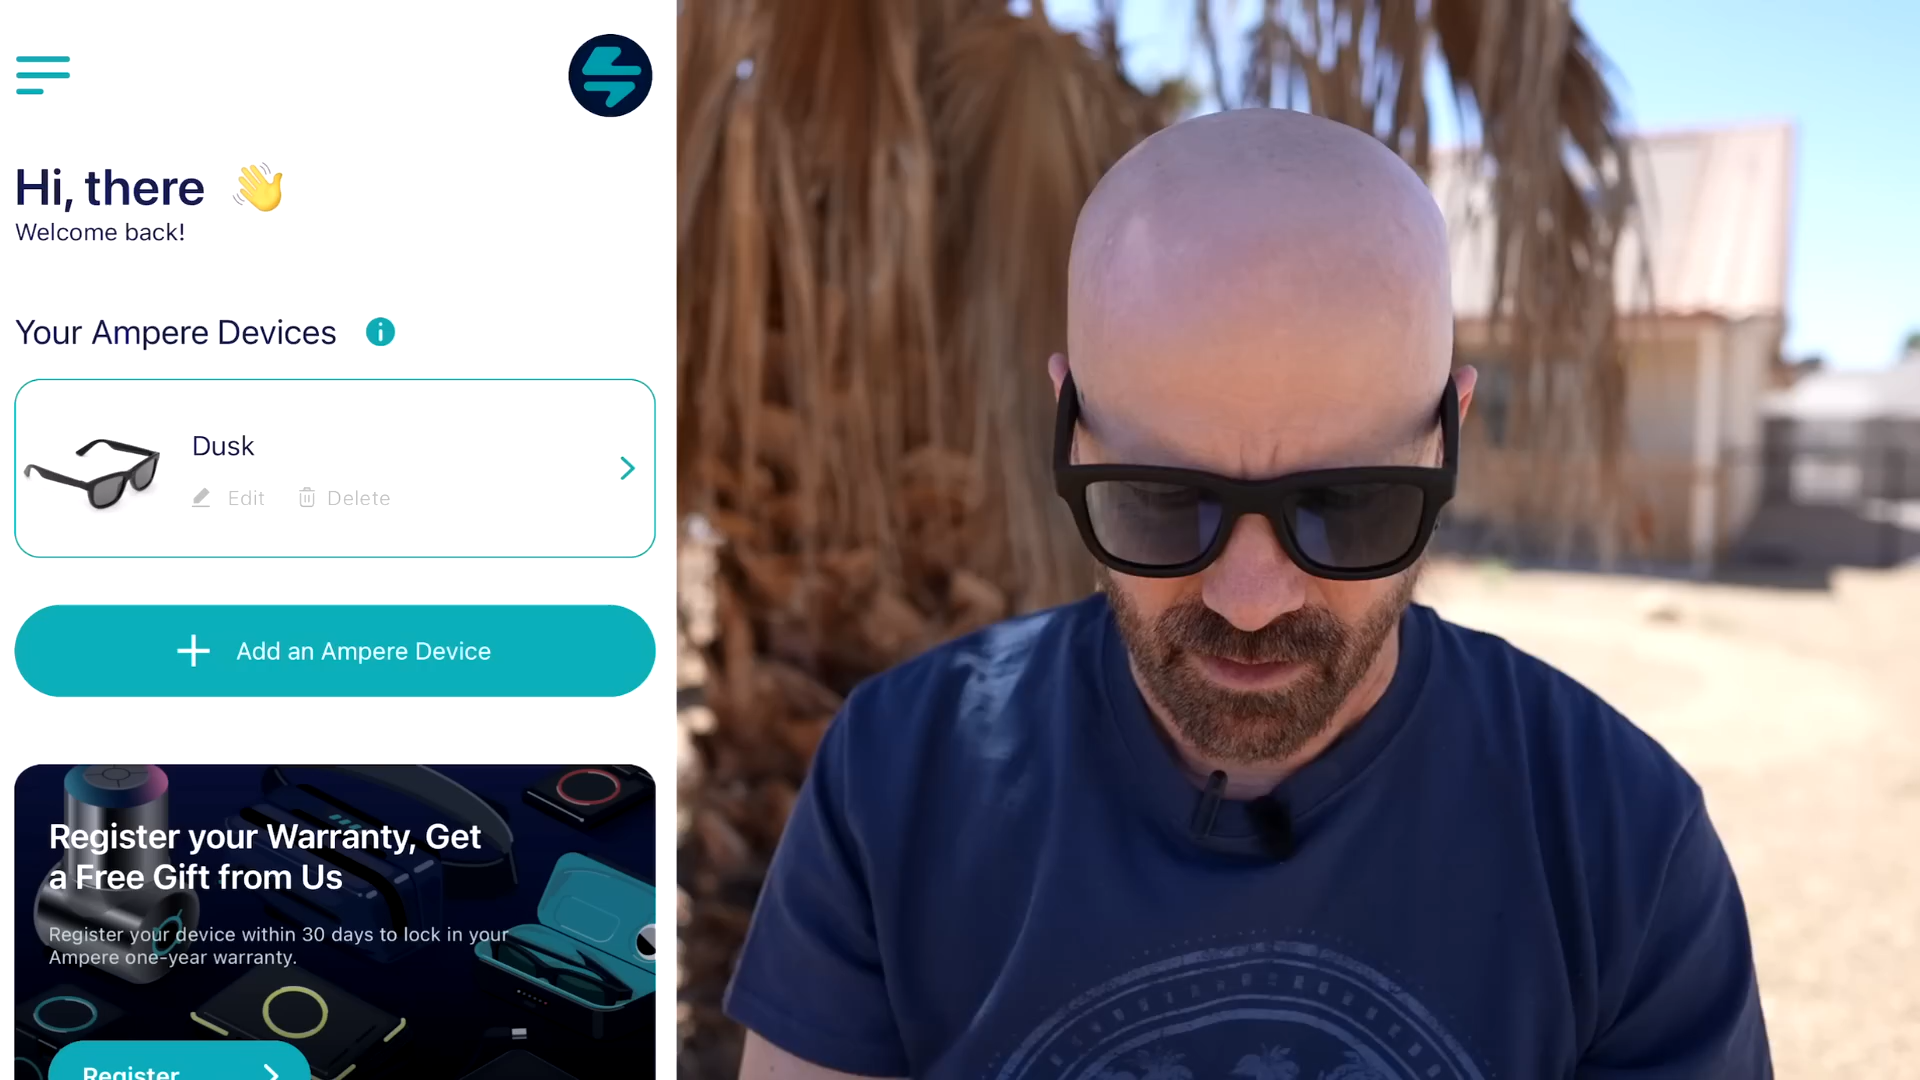 Hi, there 👋
Welcome back!
Your Ampere Devices
Dusk
Edit
Delete
Add an Ampere Device
Register your Warranty, Get
a Free Gift from Us
Register your device within 30 days to lock in your
Ampere one-year warranty.
Register